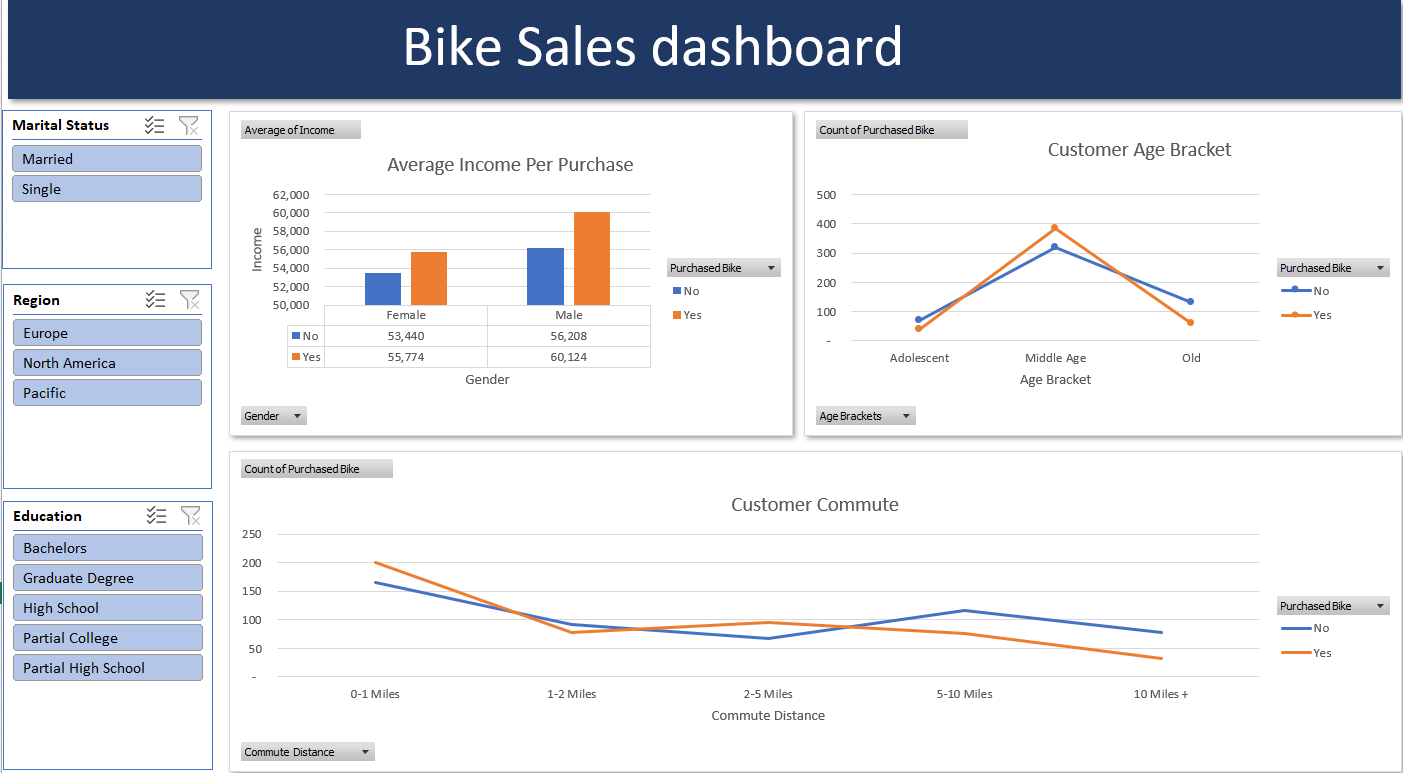 Bike Sales dashboard
Marital Status
Married
Single
Region
Europe
North America
Pacific
Education
Bachelors
Graduate Degree
High School
Partial College
Partial High School
Average of Income
Average Income Per Purchase
Income
62,000
60,000
58,000
56,000
54,000
52,000
50,000
Female Male
No 53,440 56,208
Yes 55,774 60,124
Gender
Purchased Bike
No
Yes
Gender
Count of Purchased Bike
Customer Age Bracket
500
400
300
200
100
-
Adolescent Middle Age Old
Age Bracket
Purchased Bike
No
Yes
Age Brackets
Count of Purchased Bike
Customer Commute
250
200
150
100
50
-
0-1 Miles 1-2 Miles 2-5 Miles 5-10 Miles 10 Miles +
Commute Distance
Purchased Bike
No
Yes
Commute Distance